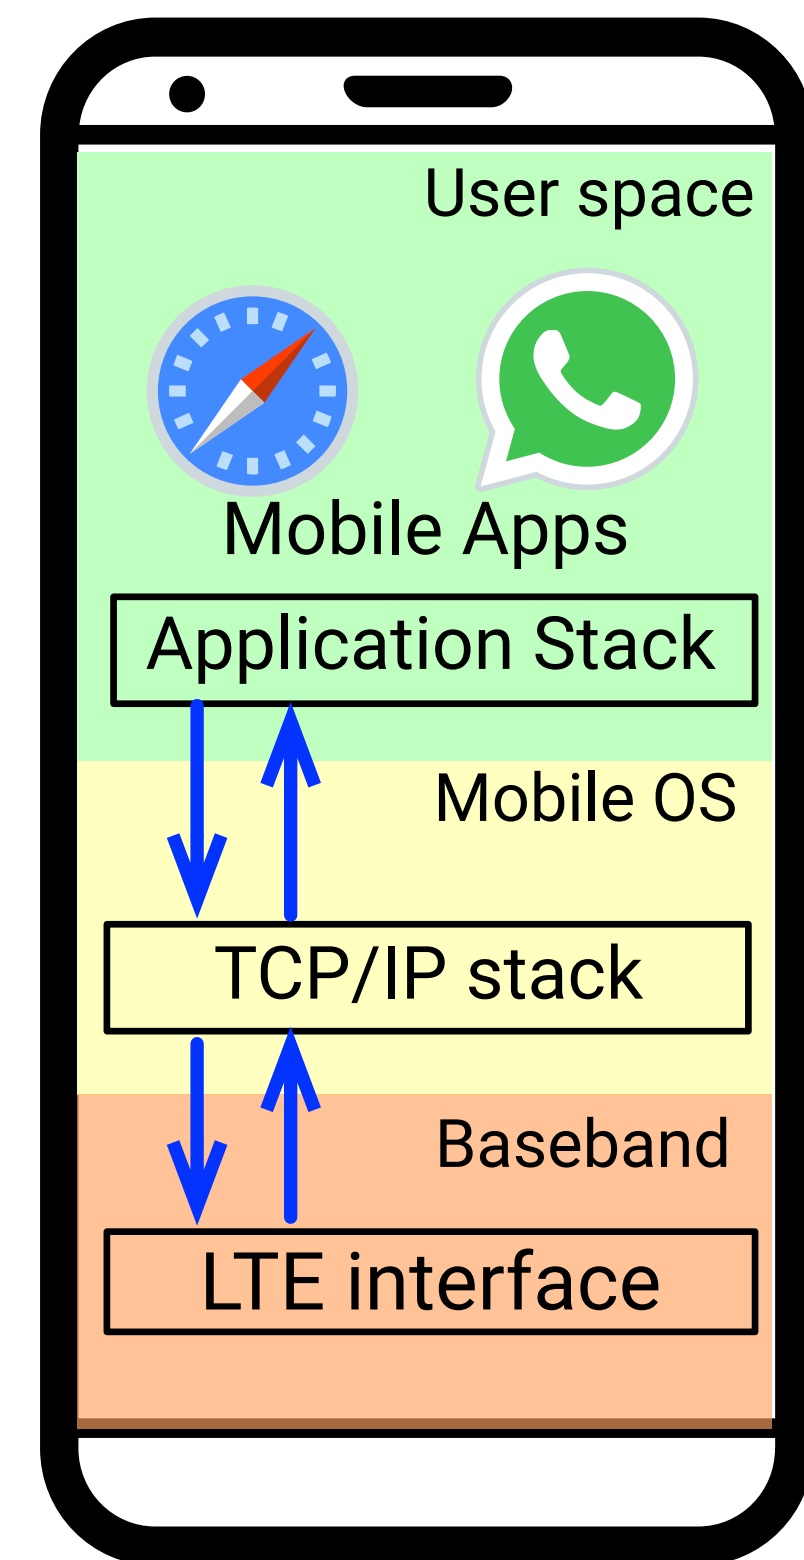 User space
Mobile Apps
Application Stack
Mobile OS
TCP/IP stack
Baseband
LTE interface